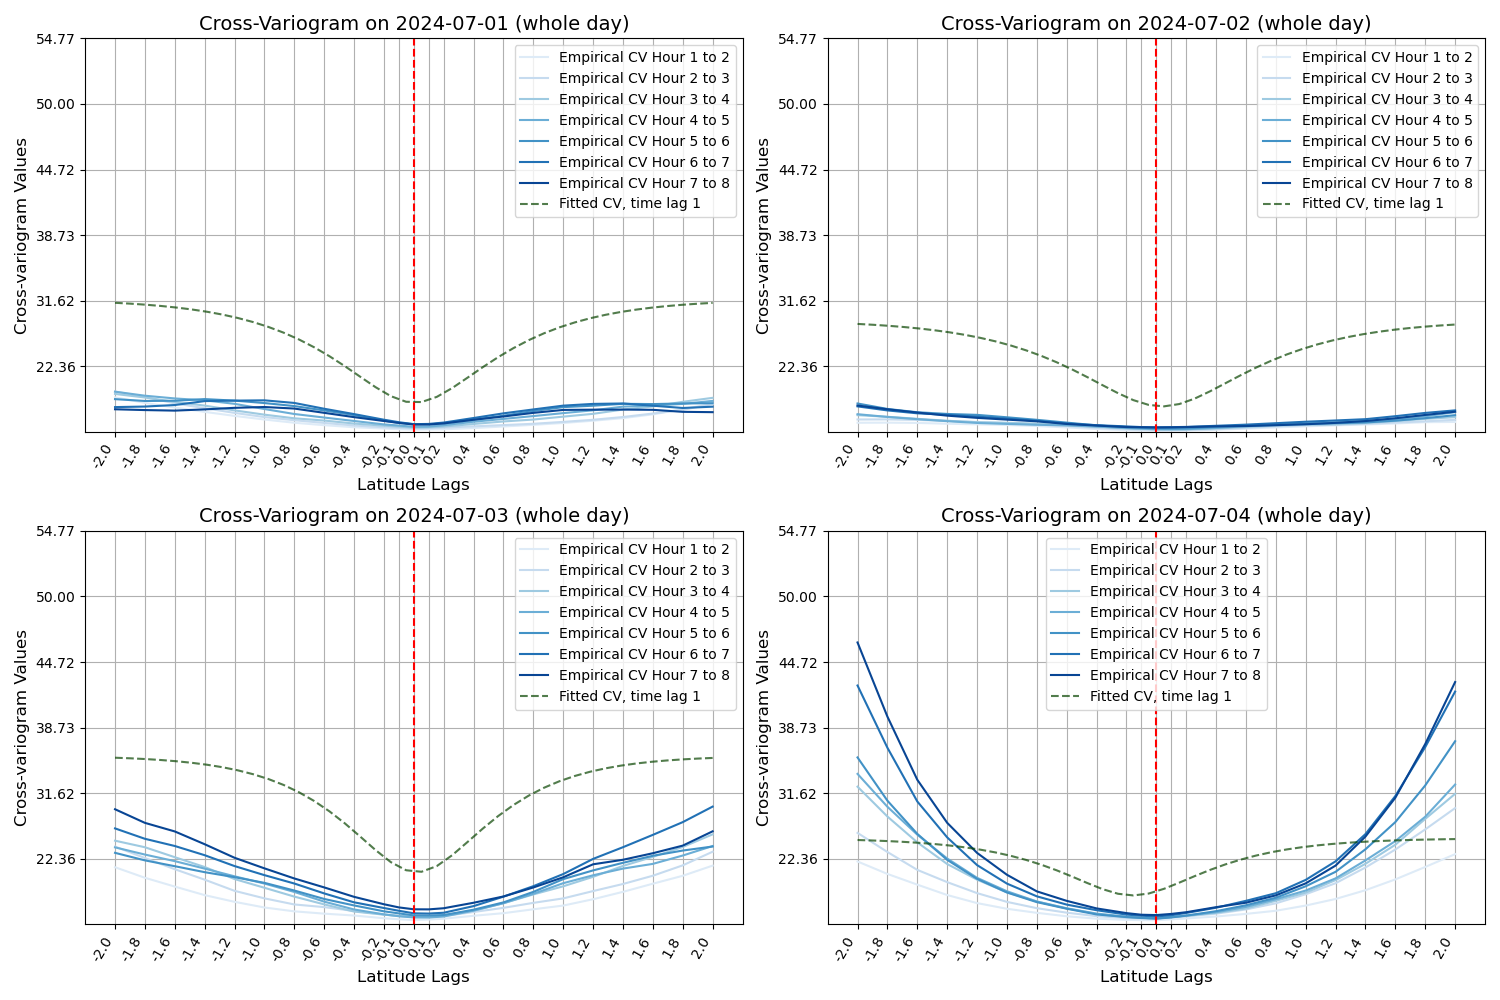 Cross-Variogram on 2024-07-01 (whole day)
Cross-variogram Values
54.77
50.00
44.72
38.73
31.62
22.36
Empirical CV Hour 1 to 2
Empirical CV Hour 2 to 3
Empirical CV Hour 3 to 4
Empirical CV Hour 4 to 5
Empirical CV Hour 5 to 6
Empirical CV Hour 6 to 7
Empirical CV Hour 7 to 8
Fitted CV, time lag 1
-2.0 -1.8 -1.6 -1.4 -1.2 -1.0 -0.8 -0.6 -0.4 -0.2 -0.1 0.0 0.1 0.2 0.4 0.6 0.8 1.0 1.2 1.4 1.6 1.8 2.0
Latitude Lags
Cross-Variogram on 2024-07-02 (whole day)
Cross-variogram Values
54.77
50.00
44.72
38.73
31.62
22.36
Empirical CV Hour 1 to 2
Empirical CV Hour 2 to 3
Empirical CV Hour 3 to 4
Empirical CV Hour 4 to 5
Empirical CV Hour 5 to 6
Empirical CV Hour 6 to 7
Empirical CV Hour 7 to 8
Fitted CV, time lag 1
-2.0 -1.8 -1.6 -1.4 -1.2 -1.0 -0.8 -0.6 -0.4 -0.2 -0.1 0.0 0.1 0.2 0.4 0.6 0.8 1.0 1.2 1.4 1.6 1.8 2.0
Latitude Lags
Cross-Variogram on 2024-07-03 (whole day)
Cross-variogram Values
54.77
50.00
44.72
38.73
31.62
22.36
Empirical CV Hour 1 to 2
Empirical CV Hour 2 to 3
Empirical CV Hour 3 to 4
Empirical CV Hour 4 to 5
Empirical CV Hour 5 to 6
Empirical CV Hour 6 to 7
Empirical CV Hour 7 to 8
Fitted CV, time lag 1
-2.0 -1.8 -1.6 -1.4 -1.2 -1.0 -0.8 -0.6 -0.4 -0.2 -0.1 0.0 0.1 0.2 0.4 0.6 0.8 1.0 1.2 1.4 1.6 1.8 2.0
Latitude Lags
Cross-Variogram on 2024-07-04 (whole day)
Cross-variogram Values
54.77
50.00
44.72
38.73
31.62
22.36
Empirical CV Hour 1 to 2
Empirical CV Hour 2 to 3
Empirical CV Hour 3 to 4
Empirical CV Hour 4 to 5
Empirical CV Hour 5 to 6
Empirical CV Hour 6 to 7
Empirical CV Hour 7 to 8
Fitted CV, time lag 1
-2.0 -1.8 -1.6 -1.4 -1.2 -1.0 -0.8 -0.6 -0.4 -0.2 -0.1 0.0 0.1 0.2 0.4 0.6 0.8 1.0 1.2 1.4 1.6 1.8 2.0
Latitude Lags